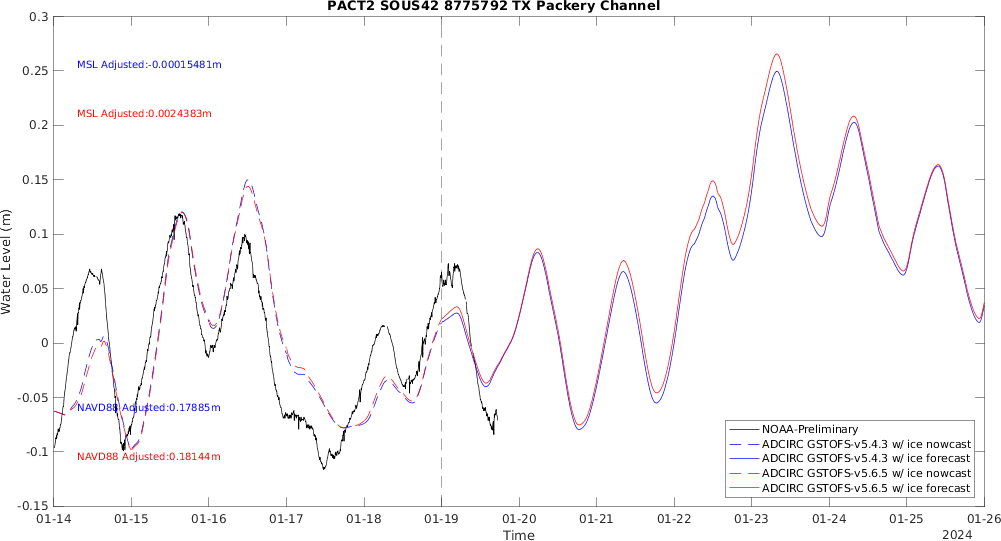 PACT2 SOUS42 8775792 TX Packery Channel
0.3
0.25
0.2
0.15
0.1
0.05
0
-0.05
-0.1
-0.15
Water Level (m)
MSL Adjusted:-0.00015481m
MSL Adjusted:0.0024383m
NAVD88 Adjusted:0.17885m
NAVD88 Adjusted:0.18144m
NOAA-Preliminary
ADCIRC GSTOFS-v5.4.3 w/ ice nowcast
ADCIRC GSTOFS-v5.4.3 w/ ice forecast
ADCIRC GSTOFS-v5.6.5 w/ ice nowcast
ADCIRC GSTOFS-v5.6.5 w/ ice forecast
01-14 01-15 01-16 01-17 01-18 01-19 01-20 01-21 01-22 01-23 01-24 01-25 01-26
Time
2024